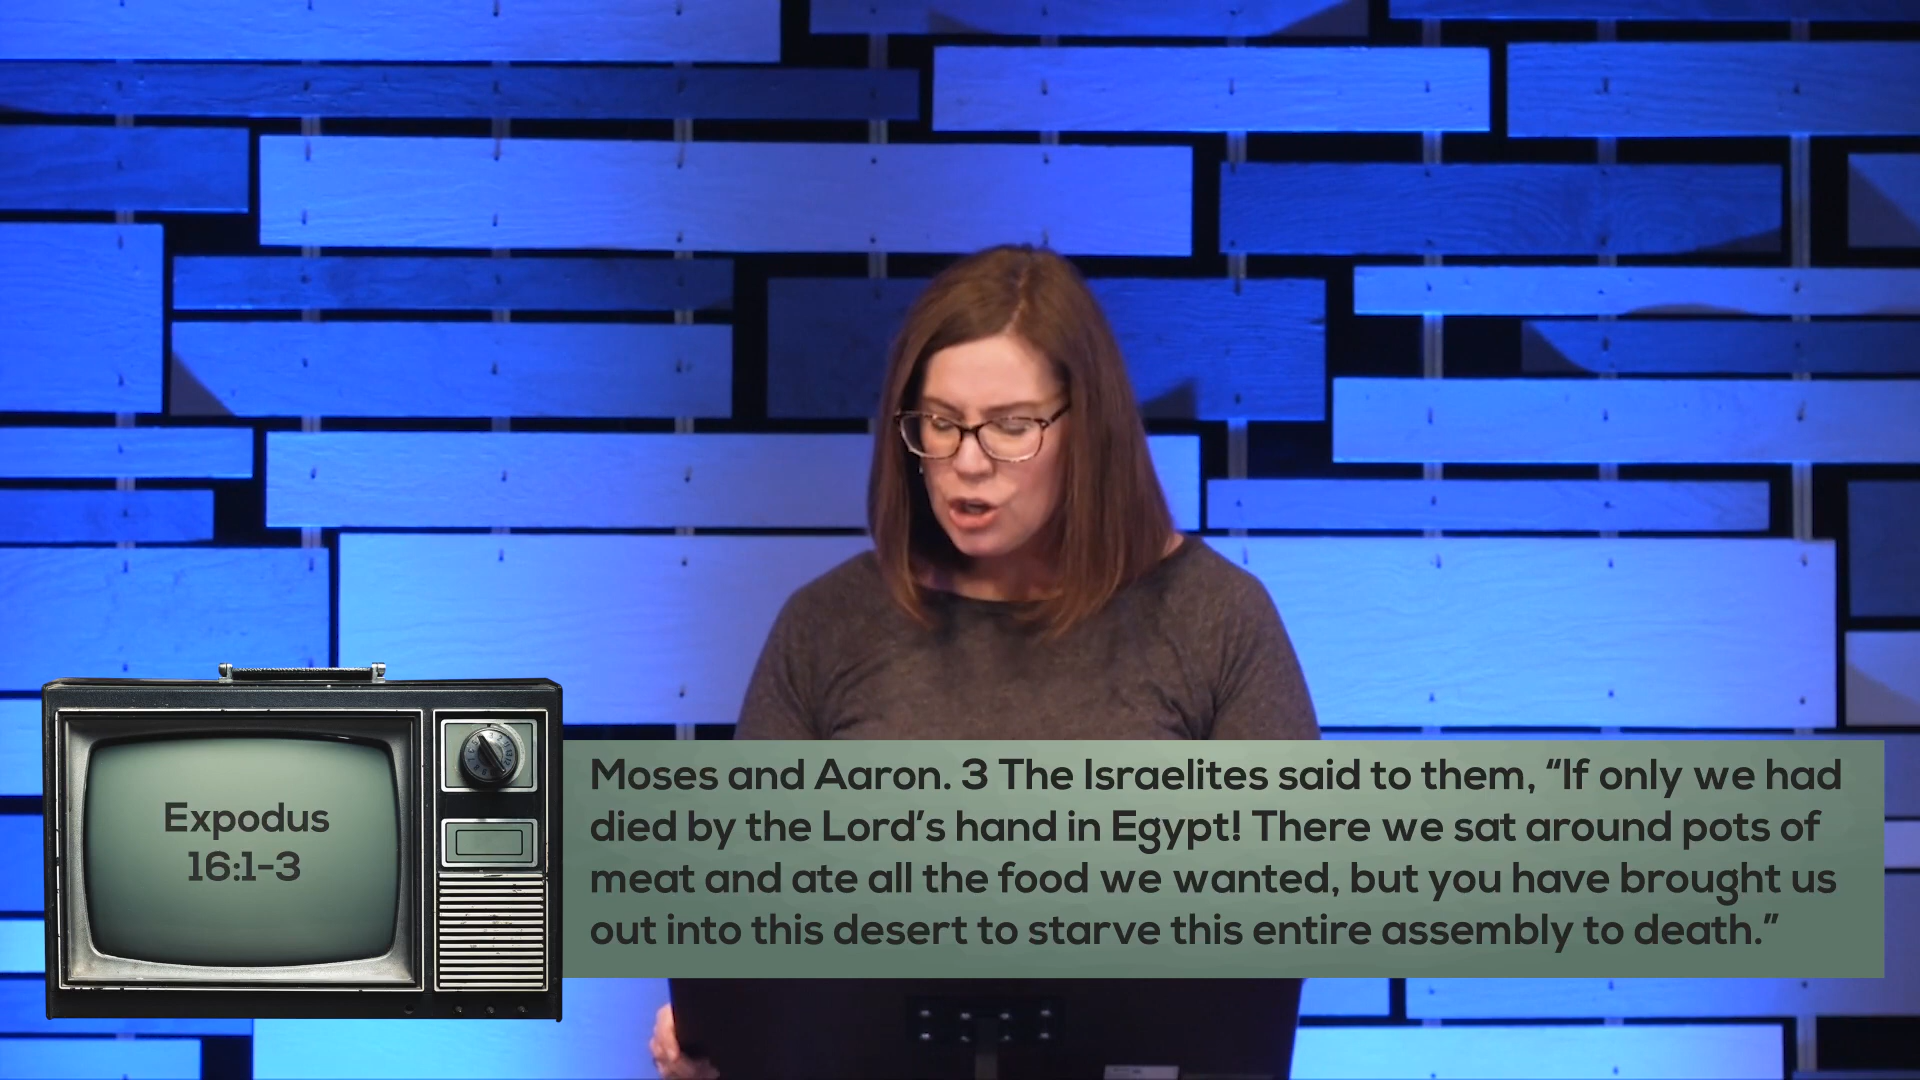 Expodus
16:1-3
Moses and Aaron. 3 The Israelites said to them, “If only we had
died by the Lord’s hand in Egypt! There we sat around pots of
meat and ate all the food we wanted, but you have brought us
out into this desert to starve this entire assembly to death.”